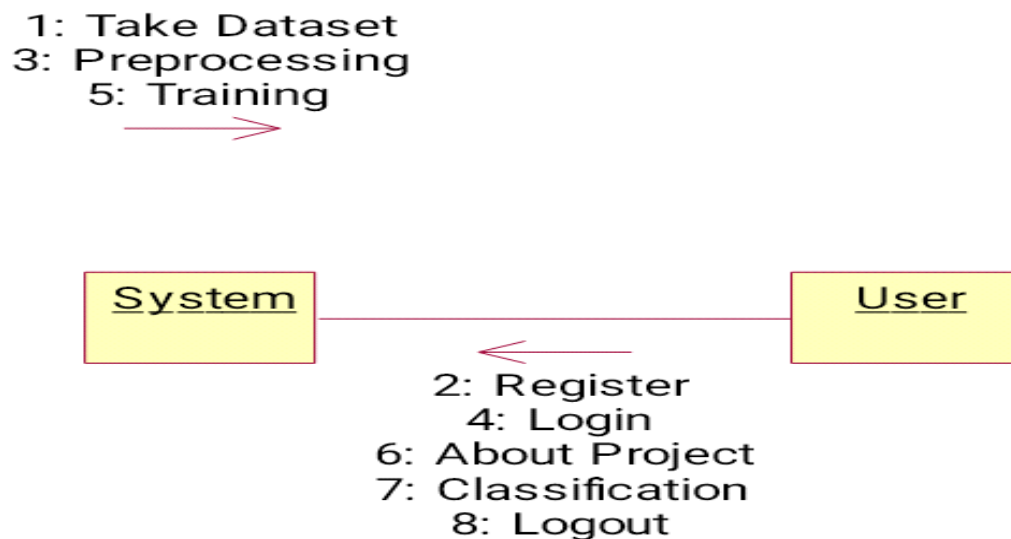 1: Take Dataset
3: Preprocessing
5: Training
System
User
2: Register
4: Login
6: About Project
7: Classification
8: Logout